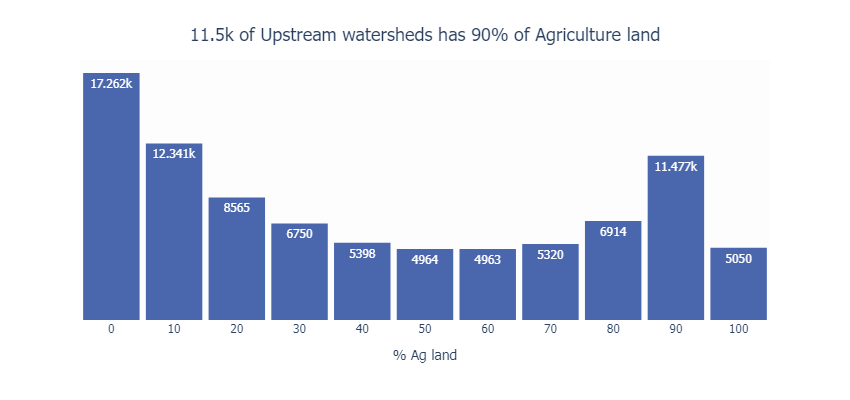 11.5k of Upstream watersheds has 90% of Agriculture land
17.262k
12.341k
8565
6750
5398
4964
4963
5320
6914
11.477k
5050
0 10 20 30 40 50 60 70 80 90 100
% Ag land